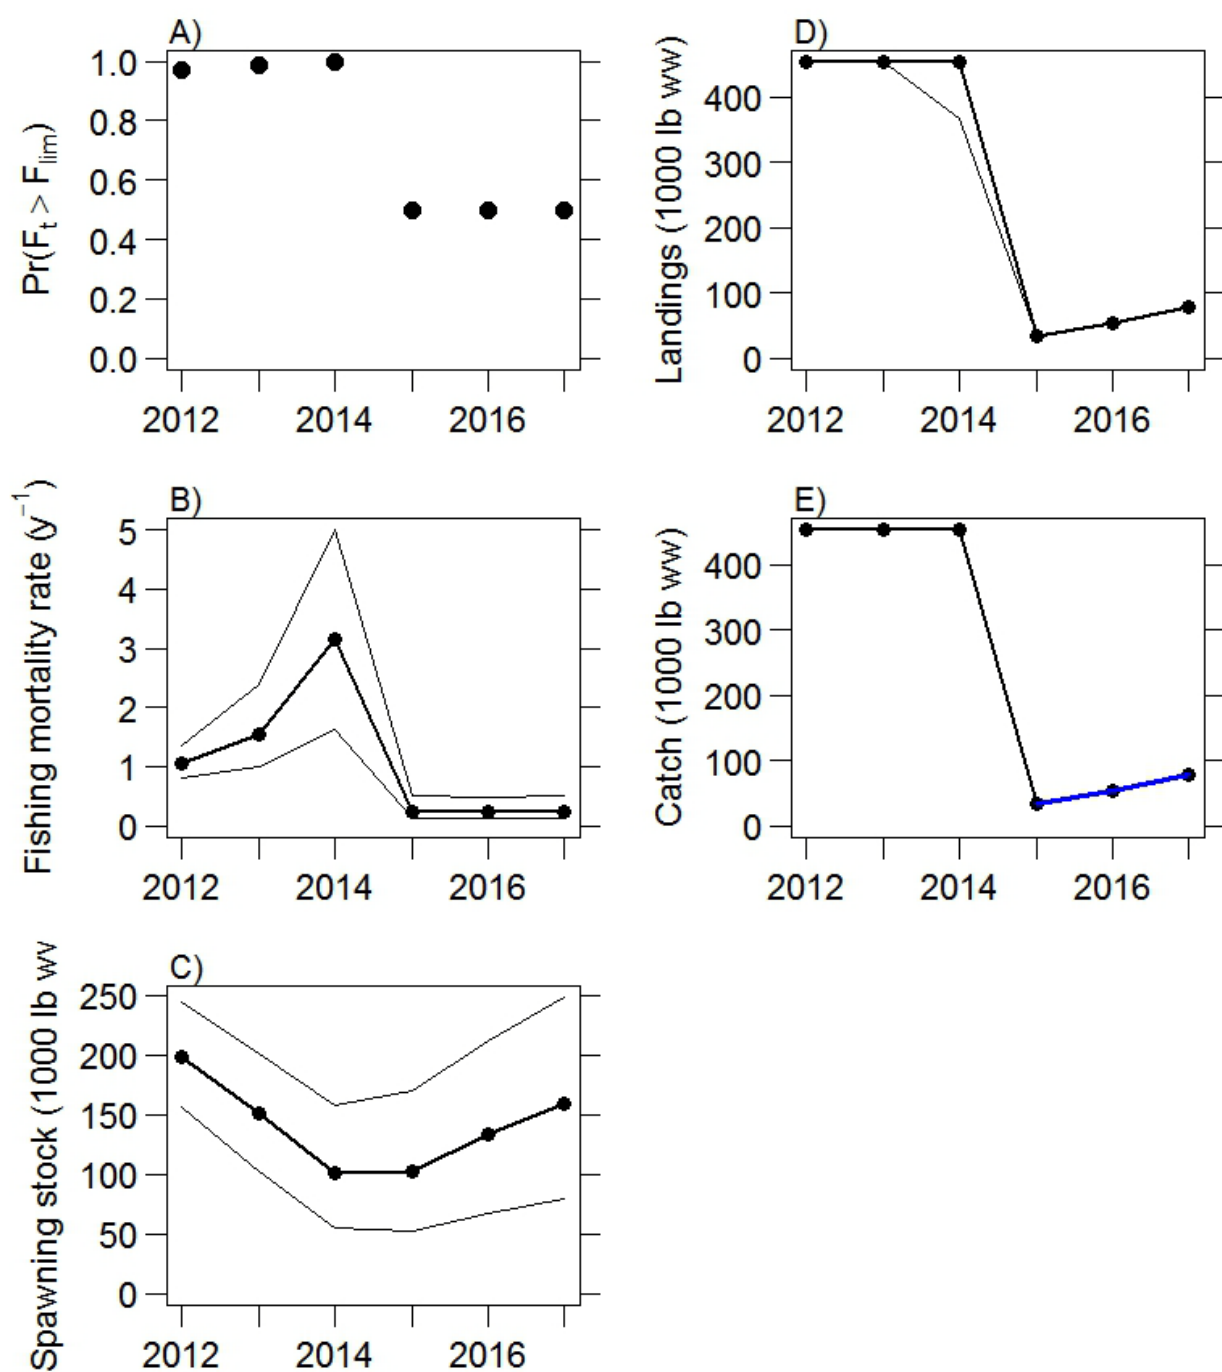 A)
Pr(Fₜ > Fₗᵢₘ)
1.0
0.8
0.6
0.4
0.2
0.0
2012 2014 2016
B)
Fishing mortality rate (y⁻¹)
5
4
3
2
1
0
2012 2014 2016
C)
Spawning stock (1000 lb wv
250
200
150
100
50
0
2012 2014 2016
D)
Landings (1000 lb ww)
400
300
200
100
0
2012 2014 2016
E)
Catch (1000 lb ww)
400
300
200
100
0
2012 2014 2016